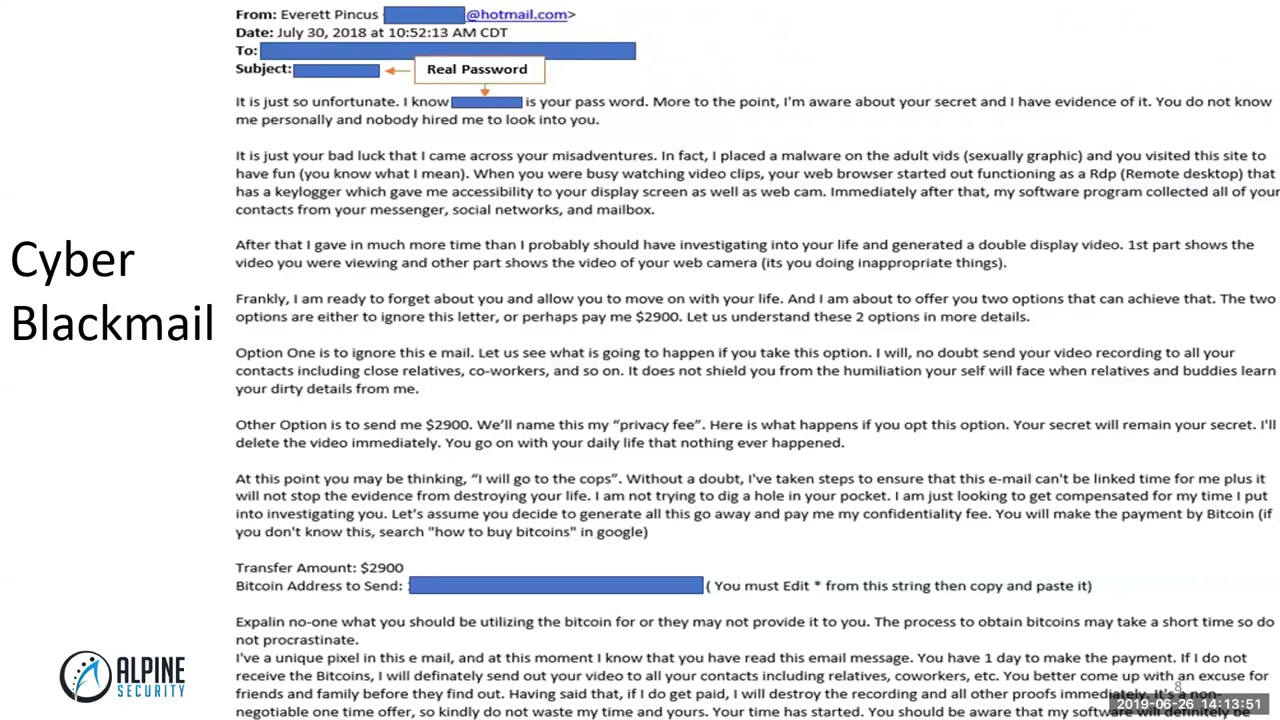 From: Everett Pincus @hotmail.com>
Date: July 30, 2018 at 10:52:13 AM CDT
To:
Subject:
Real Password
It is just so unfortunate. I know is your pass word. More to the point, I'm aware about your secret and I have evidence of it. You do not know
me personally and nobody hired me to look into you.
It is just your bad luck that I came across your misadventures. In fact, I placed a malware on the adult vids (sexually graphic) and you visited this site to
have fun (you know what I mean). When you were busy watching video clips, your web browser started out functioning as a Rdp (Remote desktop) that
has a keylogger which gave me accessibility to your display screen as well as web cam. Immediately after that, my software program collected all of your
contacts from your messenger, social networks, and mailbox.
After that I gave in much more time than I probably should have investigating into your life and generated a double display video. 1st part shows the
video you were viewing and other part shows the video of your web camera (its you doing inappropriate things).
Cyber
Blackmail
Frankly, I am ready to forget about you and allow you to move on with your life. And I am about to offer you two options that can achieve that. The two
options are either to ignore this letter, or perhaps pay me $2900. Let us understand these 2 options in more details.
Option One is to ignore this e mail. Let us see what is going to happen if you take this option. I will, no doubt send your video recording to all your
contacts including close relatives, co-workers, and so on. It does not shield you from the humiliation your self will face when relatives and buddies learn
your dirty details from me.
Other Option is to send me $2900. We'll name this my “privacy fee”. Here is what happens if you opt this option. Your secret will remain your secret. I'll
delete the video immediately. You go on with your daily life that nothing ever happened.
At this point you may be thinking, “I will go to the cops”. Without a doubt, I've taken steps to ensure that this e-mail can't be linked time for me plus it
will not stop the evidence from destroying your life. I am not trying to dig a hole in your pocket. I am just looking to get compensated for my time I put
into investigating you. Let's assume you decide to generate all this go away and pay me my confidentiality fee. You will make the payment by Bitcoin (if
you don't know this, search "how to buy bitcoins" in google)
Transfer Amount: $2900
Bitcoin Address to Send: ( You must Edit * from this string then copy and paste it)
Expalin no-one what you should be utilizing the bitcoin for or they may not provide it to you. The process to obtain bitcoins may take a short time so do
not procrastinate.
I've a unique pixel in this e mail, and at this moment I know that you have read this email message. You have 1 day to make the payment. If I do not
receive the Bitcoins, I will definately send out your video to all your contacts including relatives, coworkers, etc. You better come up with an excuse for
friends and family before they find out. Having said that, if I do get paid, I will destroy the recording and all other proofs immediately. It's a non-
negotiable one time offer, so kindly do not waste my time and yours. Your time has started. You should be aware that my software will definitely be
ALPINE
SECURITY
8
2019-06-26 14:13:51